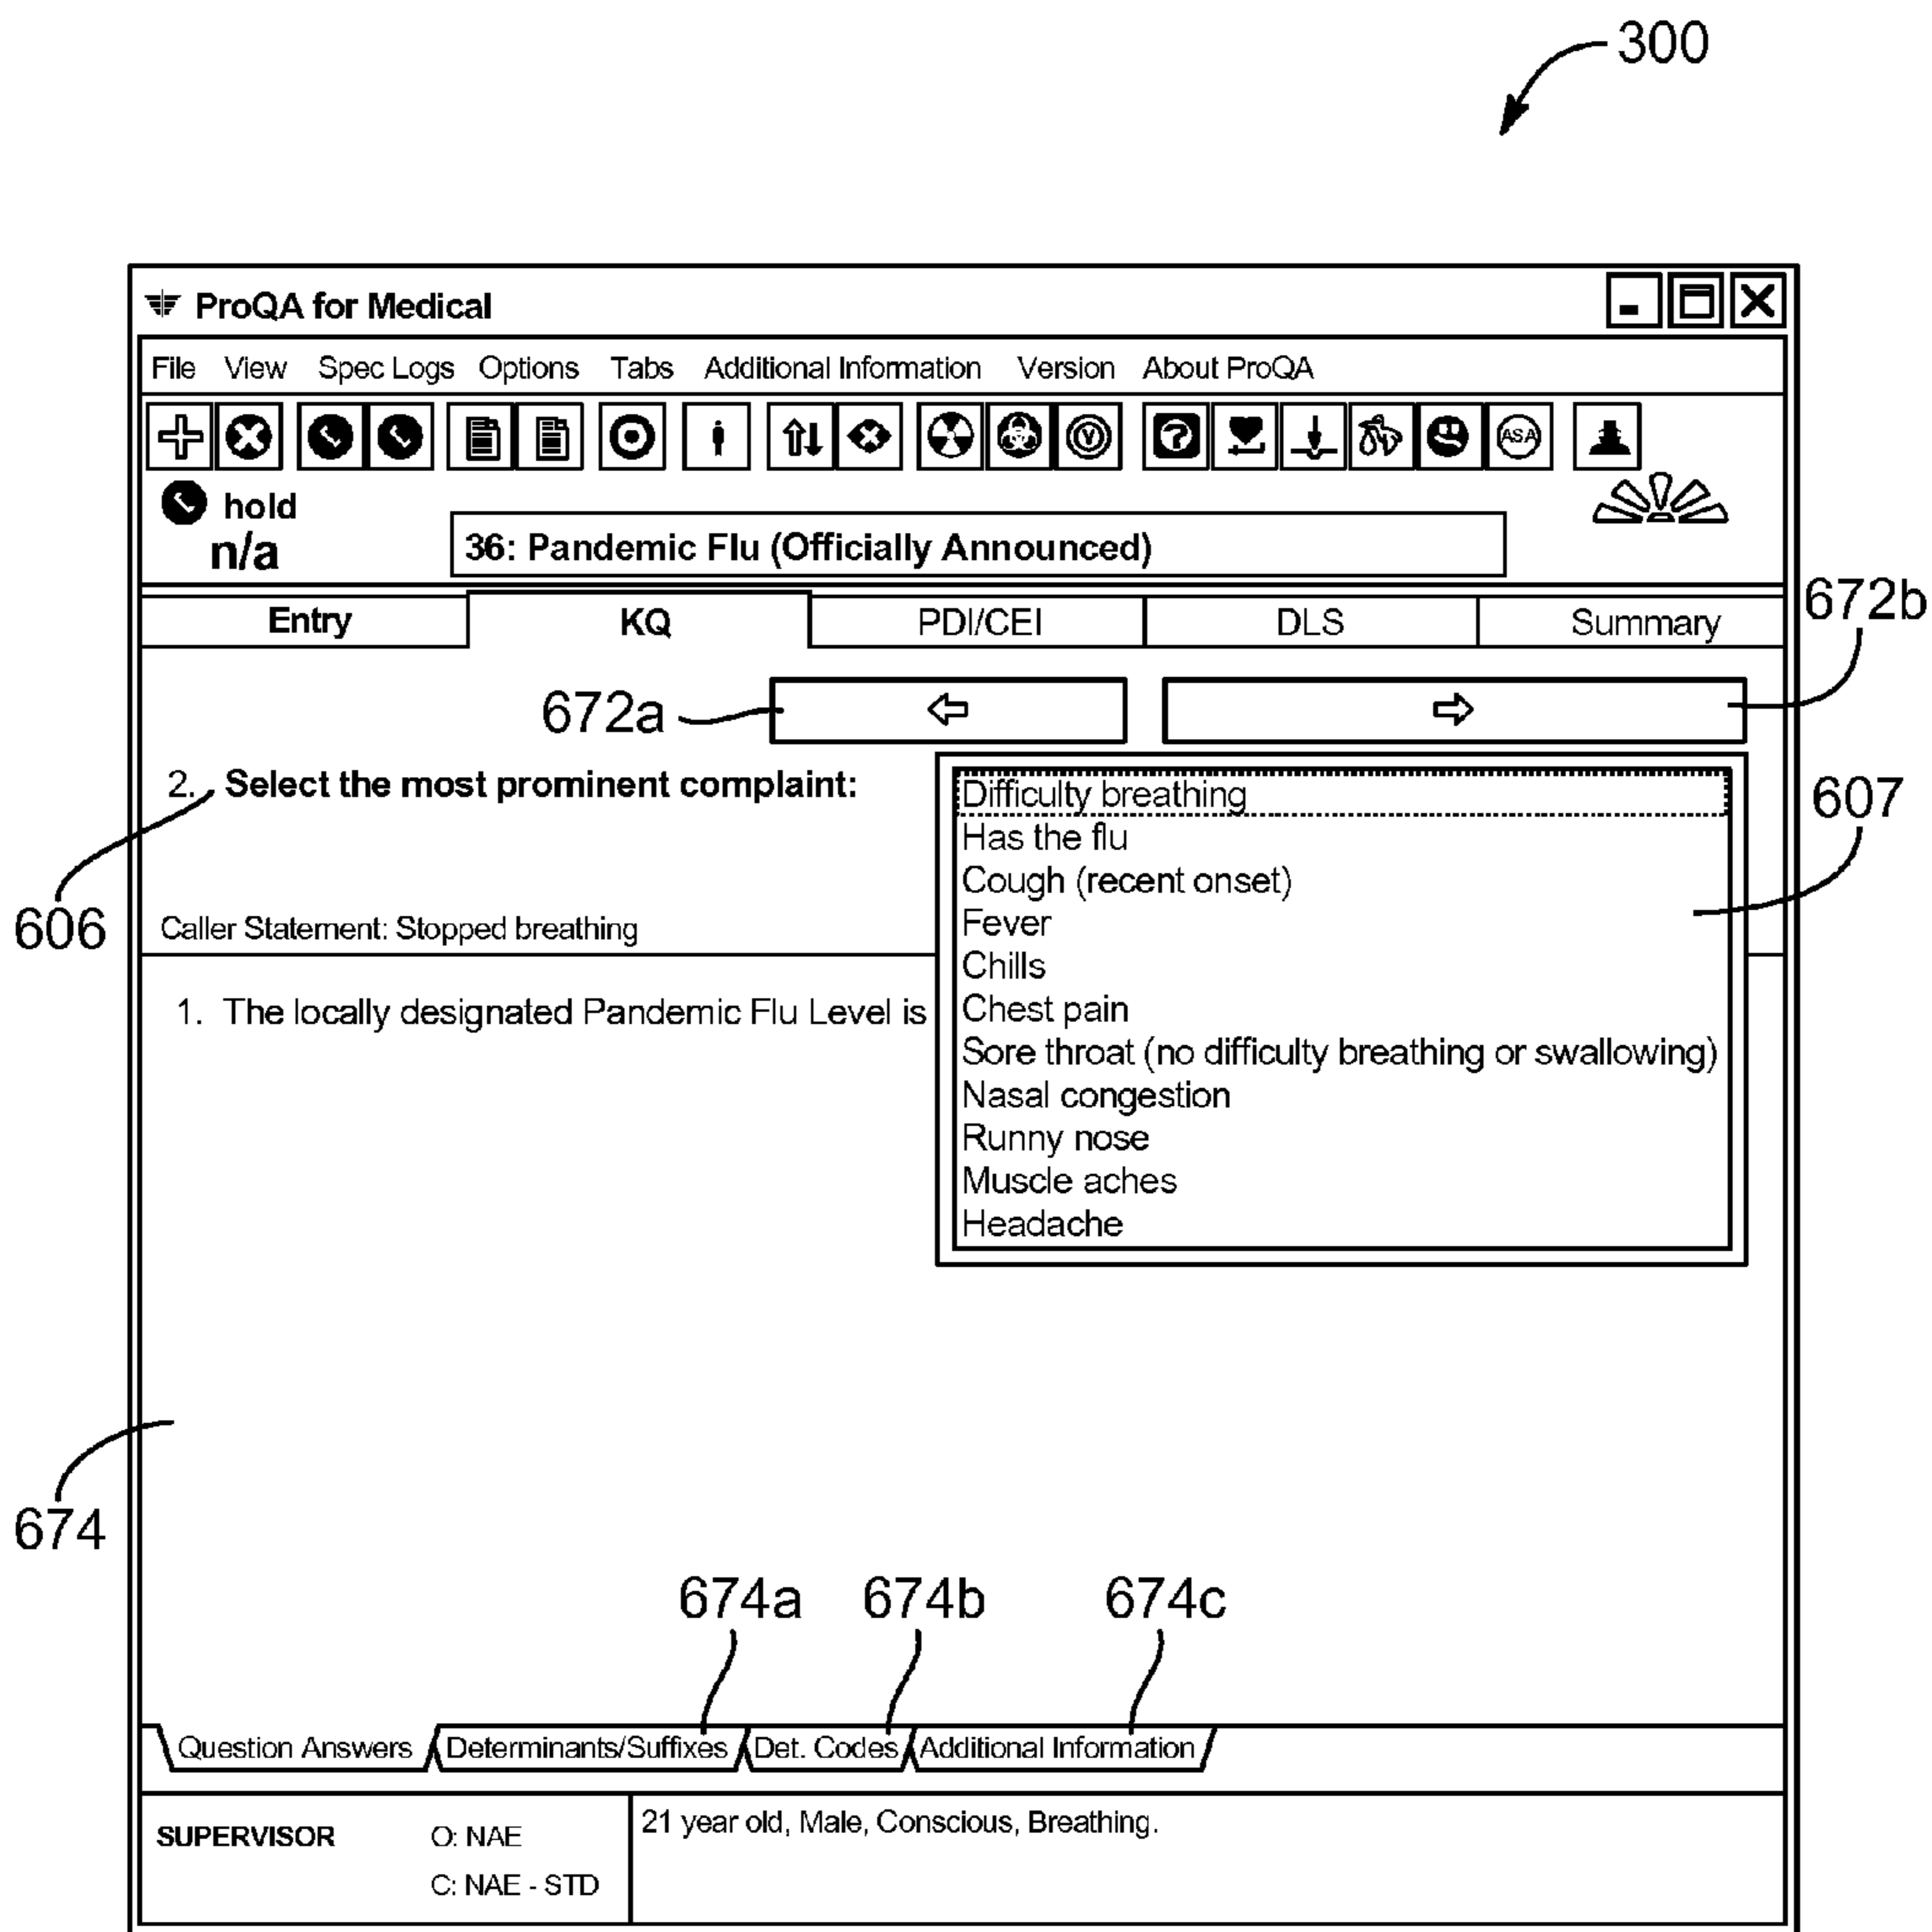 300
ProQA for Medical
File View Spec Logs Options Tabs Additional Information Version About ProQA
ASA
hold
n/a
36: Pandemic Flu (Officially Announced)
Entry KQ PDI/CEI DLS Summary
672b
672a
2. Select the most prominent complaint:
606
Caller Statement: Stopped breathing
1. The locally designated Pandemic Flu Level is
Difficulty breathing
Has the flu
Cough (recent onset)
Fever
Chills
Chest pain
Sore throat (no difficulty breathing or swallowing)
Nasal congestion
Runny nose
Muscle aches
Headache
607
674
674a 674b 674c
Question Answers Determinants/Suffixes Det. Codes Additional Information
SUPERVISOR O: NAE
C: NAE - STD
21 year old, Male, Conscious, Breathing.